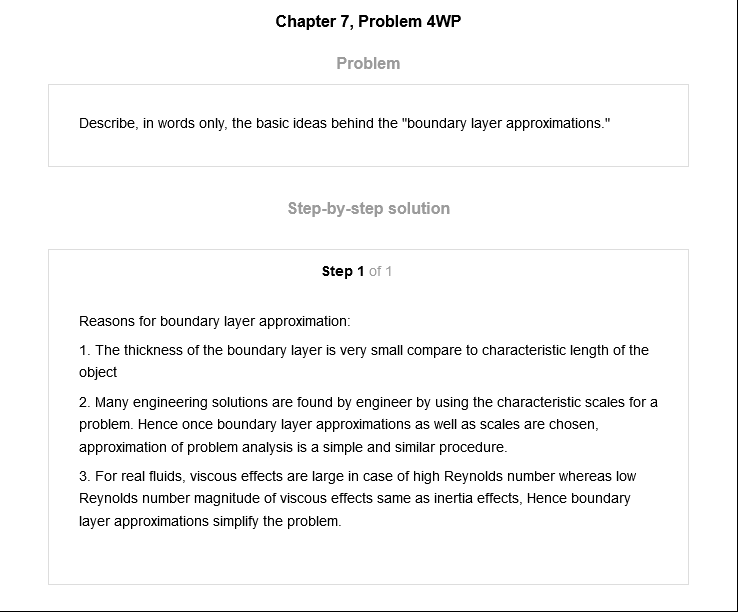 Chapter 7, Problem 4WP
Problem
Describe, in words only, the basic ideas behind the "boundary layer approximations."
Step-by-step solution
Step 1 of 1
Reasons for boundary layer approximation:
1. The thickness of the boundary layer is very small compare to characteristic length of the
object
2. Many engineering solutions are found by engineer by using the characteristic scales for a
problem. Hence once boundary layer approximations as well as scales are chosen,
approximation of problem analysis is a simple and similar procedure.
3. For real fluids, viscous effects are large in case of high Reynolds number whereas low
Reynolds number magnitude of viscous effects same as inertia effects, Hence boundary
layer approximations simplify the problem.